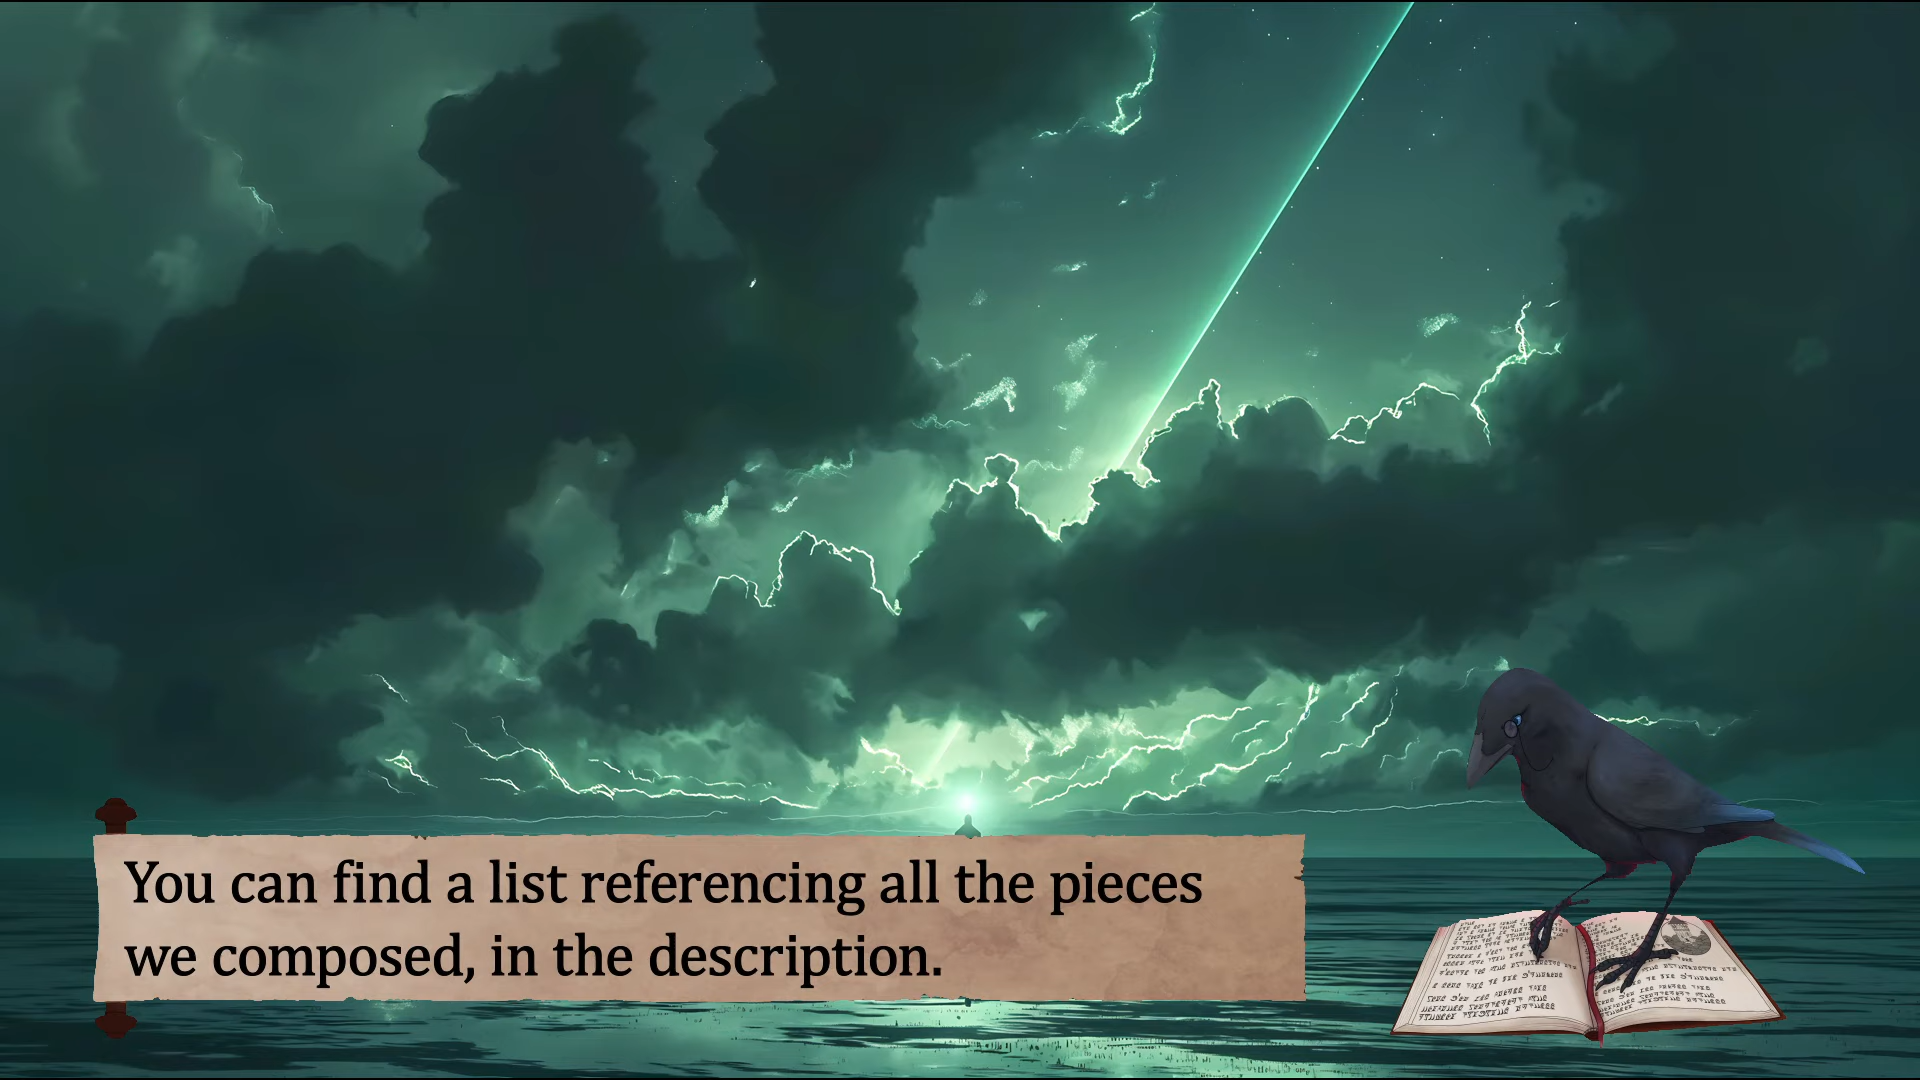 You can find a list referencing all the pieces
we composed, in the description.